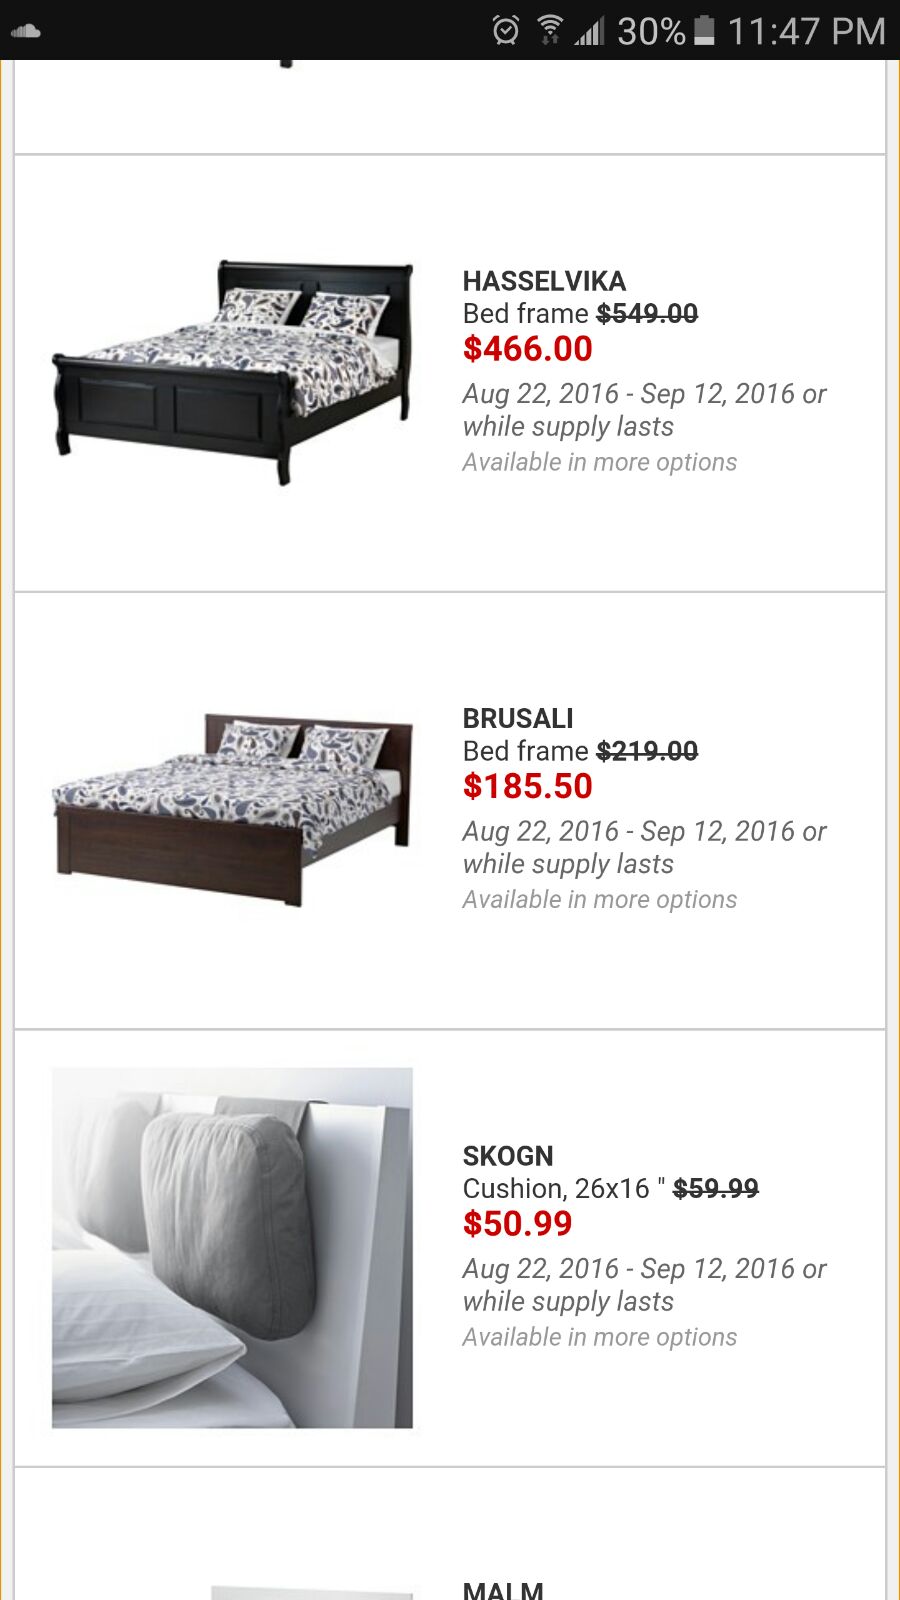 30% 11:47 PM
HASSELVIKA
Bed frame $549.00
$466.00
Aug 22, 2016 - Sep 12, 2016 or
while supply lasts
Available in more options
BRUSALI
Bed frame $219.00
$185.50
Aug 22, 2016 - Sep 12, 2016 or
while supply lasts
Available in more options
SKOGN
Cushion, 26x16 " $59.99
$50.99
Aug 22, 2016 - Sep 12, 2016 or
while supply lasts
Available in more options
MALM